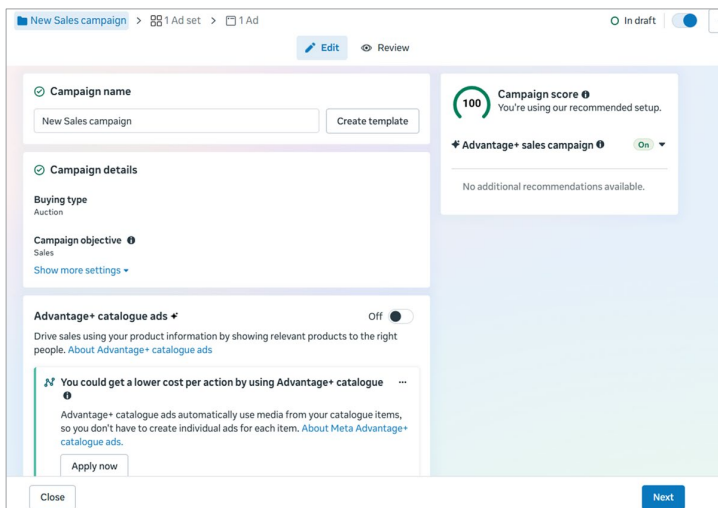 New Sales campaign > 1 Ad set > 1 Ad
In draft
Edit
Review
Campaign name
New Sales campaign
Create template
Campaign details
Buying type
Auction
Campaign objective
Sales
Show more settings
Advantage+ catalogue ads
Off
Drive sales using your product information by showing relevant products to the right
people. About Advantage+ catalogue ads
You could get a lower cost per action by using Advantage+ catalogue
Advantage+ catalogue ads automatically use media from your catalogue items,
so you don't have to create individual ads for each item. About Meta Advantage+
catalogue ads.
Apply now
100
Campaign score
You're using our recommended setup.
Advantage+ sales campaign
On
No additional recommendations available.
Close
Next